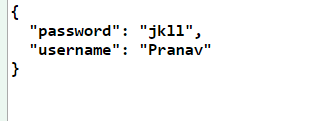 {
  "password": "jkll",
  "username": "Pranav"
}